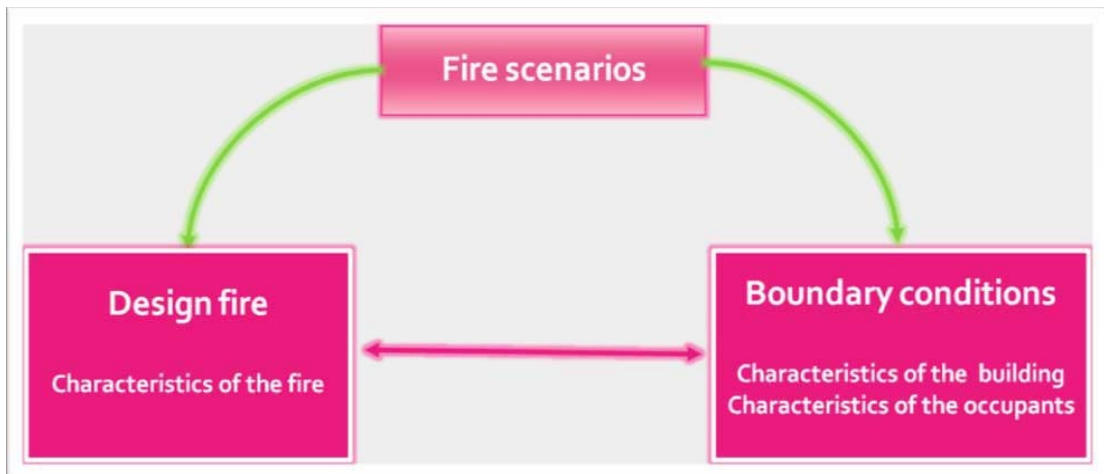 Fire scenarios
Design fire
Characteristics of the fire
Boundary conditions
Characteristics of the building
Characteristics of the occupants